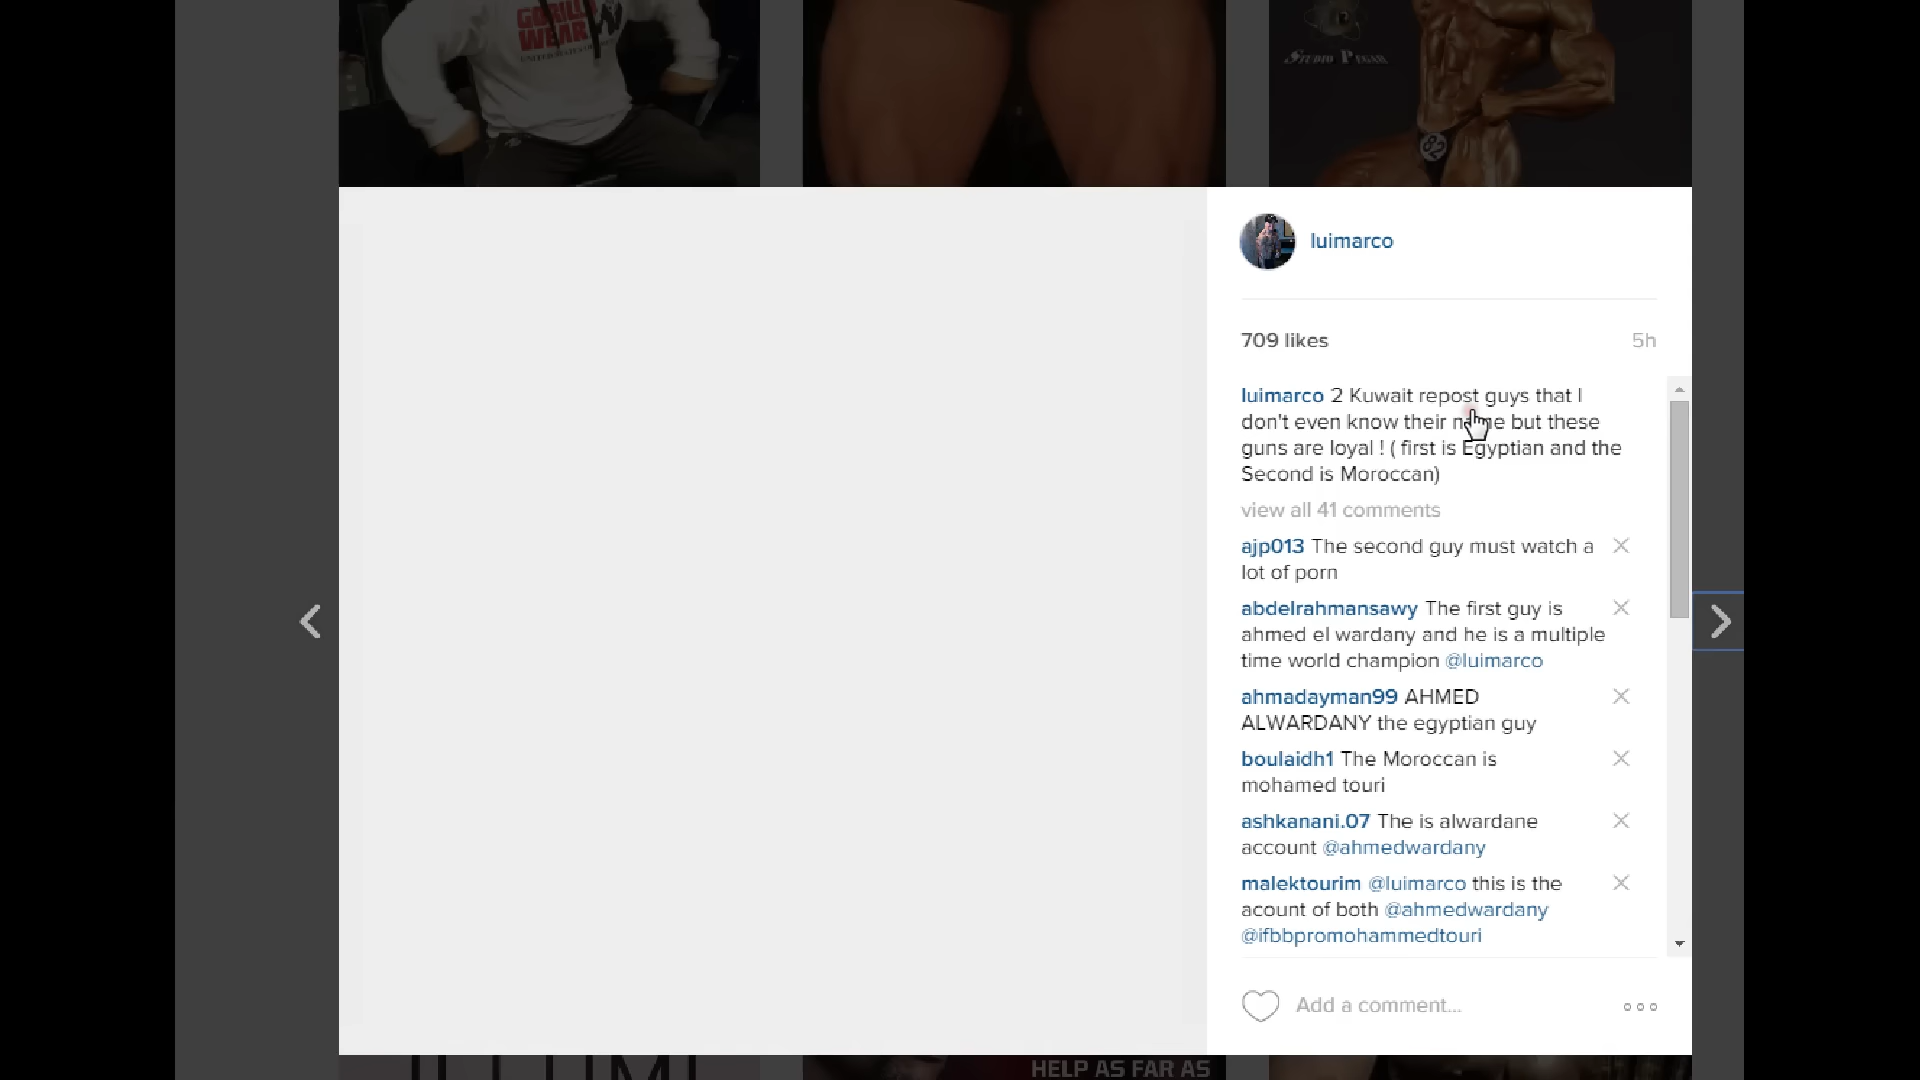 GORILLA
WEAR
STUDIO PEGAH
82
luimarco
709 likes 5h
luimarco 2 Kuwait repost guys that I
don't even know their name but these
guns are loyal ! ( first is Egyptian and the
Second is Moroccan)
view all 41 comments
ajp013 The second guy must watch a
lot of porn
abdelrahmansawy The first guy is
ahmed el wardany and he is a multiple
time world champion @luimarco
ahmadayman99 AHMED
ALWARDANY the egyptian guy
boulaidh1 The Moroccan is
mohamed touri
ashkanani.07 The is alwardane
account @ahmedwardany
malektourim @luimarco this is the
acount of both @ahmedwardany
@ifbbpromohammedtouri
Add a comment...
HELP AS FAR AS